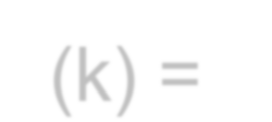 (k) =